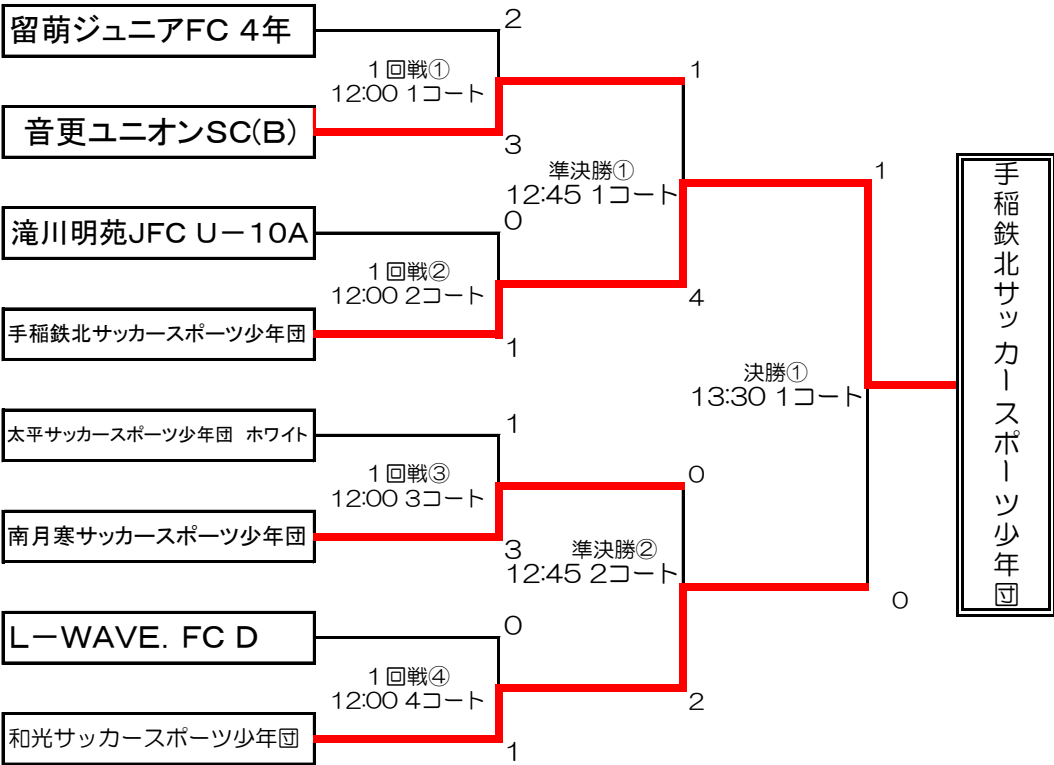 留萌ジュニアFC 4年
2
1回戦①
12:00 1コート
1
音更ユニオンSC(B)
3
準決勝①
12:45 1コート
1
滝川明苑JFC U－10A
0
1回戦②
12:00 2コート
4
手稲鉄北サッカースポーツ少年団
1
決勝①
13:30 1コート
手稲鉄北サッカースポーツ少年団
太平サッカースポーツ少年団　ホワイト
1
1回戦③
12:00 3コート
0
南月寒サッカースポーツ少年団
3
準決勝②
12:45 2コート
0
L－WAVE．FC D
0
1回戦④
12:00 4コート
2
和光サッカースポーツ少年団
1